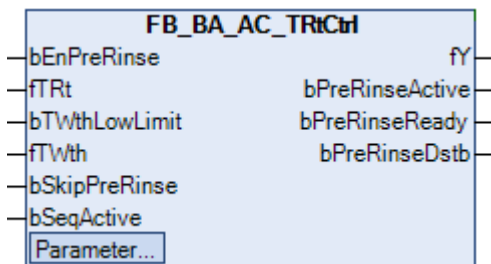 FB_BA_AC_TRtCtrl
bEnPreRinse fY
fTRt bPreRinseActive
bTWthLowLimit bPreRinseReady
fTWth bPreRinseDstb
bSkipPreRinse
bSeqActive
Parameter...